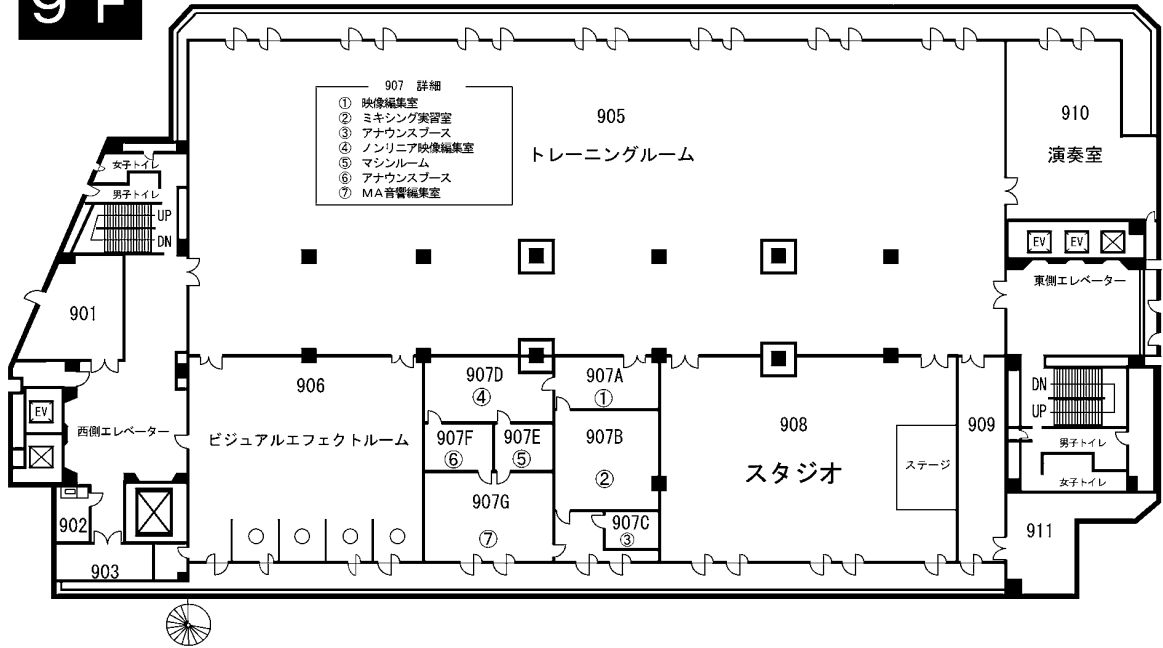 9F
907 詳細
① 映像編集室
② ミキシング実習室
③ アナウンスブース
④ ノンリニア映像編集室
⑤ マシンルーム
⑥ アナウンスブース
⑦ MA音響編集室
905
トレーニングルーム
910
演奏室
女子トイレ
男子トイレ
UP
DN
EV
EV
東側エレベーター
901
906
ビジュアルエフェクトルーム
907D
④
907A
①
907F
⑥
907E
⑤
907B
②
907G
⑦
907C
③
908
スタジオ
ステージ
909
DN
UP
男子トイレ
女子トイレ
EV
西側エレベーター
902
903
911